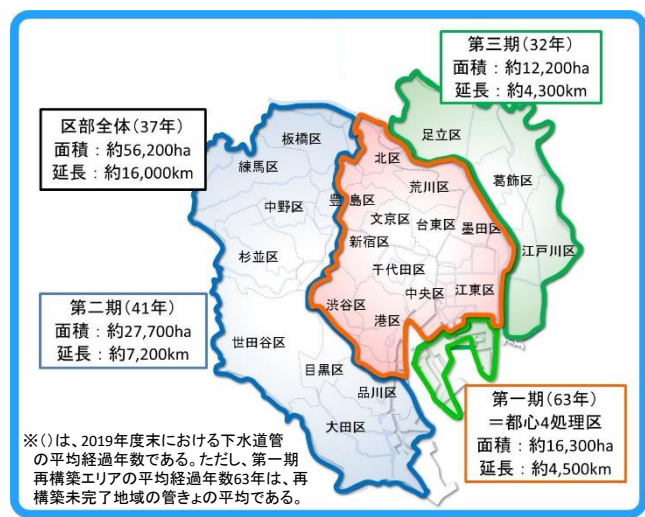 第三期(32年)
面積：約12,200ha
延長：約4,300km
区部全体(37年)
面積：約56,200ha
延長：約16,000km
足立区
板橋区
北区
練馬区
荒川区
葛飾区
豊島区
中野区
文京区
台東区
墨田区
新宿区
江戸川区
杉並区
千代田区
中央区
江東区
渋谷区
港区
第二期(41年)
面積：約27,700ha
延長：約7,200km
世田谷区
目黒区
品川区
大田区
第一期(63年)
＝都心4処理区
面積：約16,300ha
延長：約4,500km
※()は、2019年度末における下水道管
の平均経過年数である。ただし、第一期
再構築エリアの平均経過年数63年は、再
構築未完了地域の管きょの平均である。